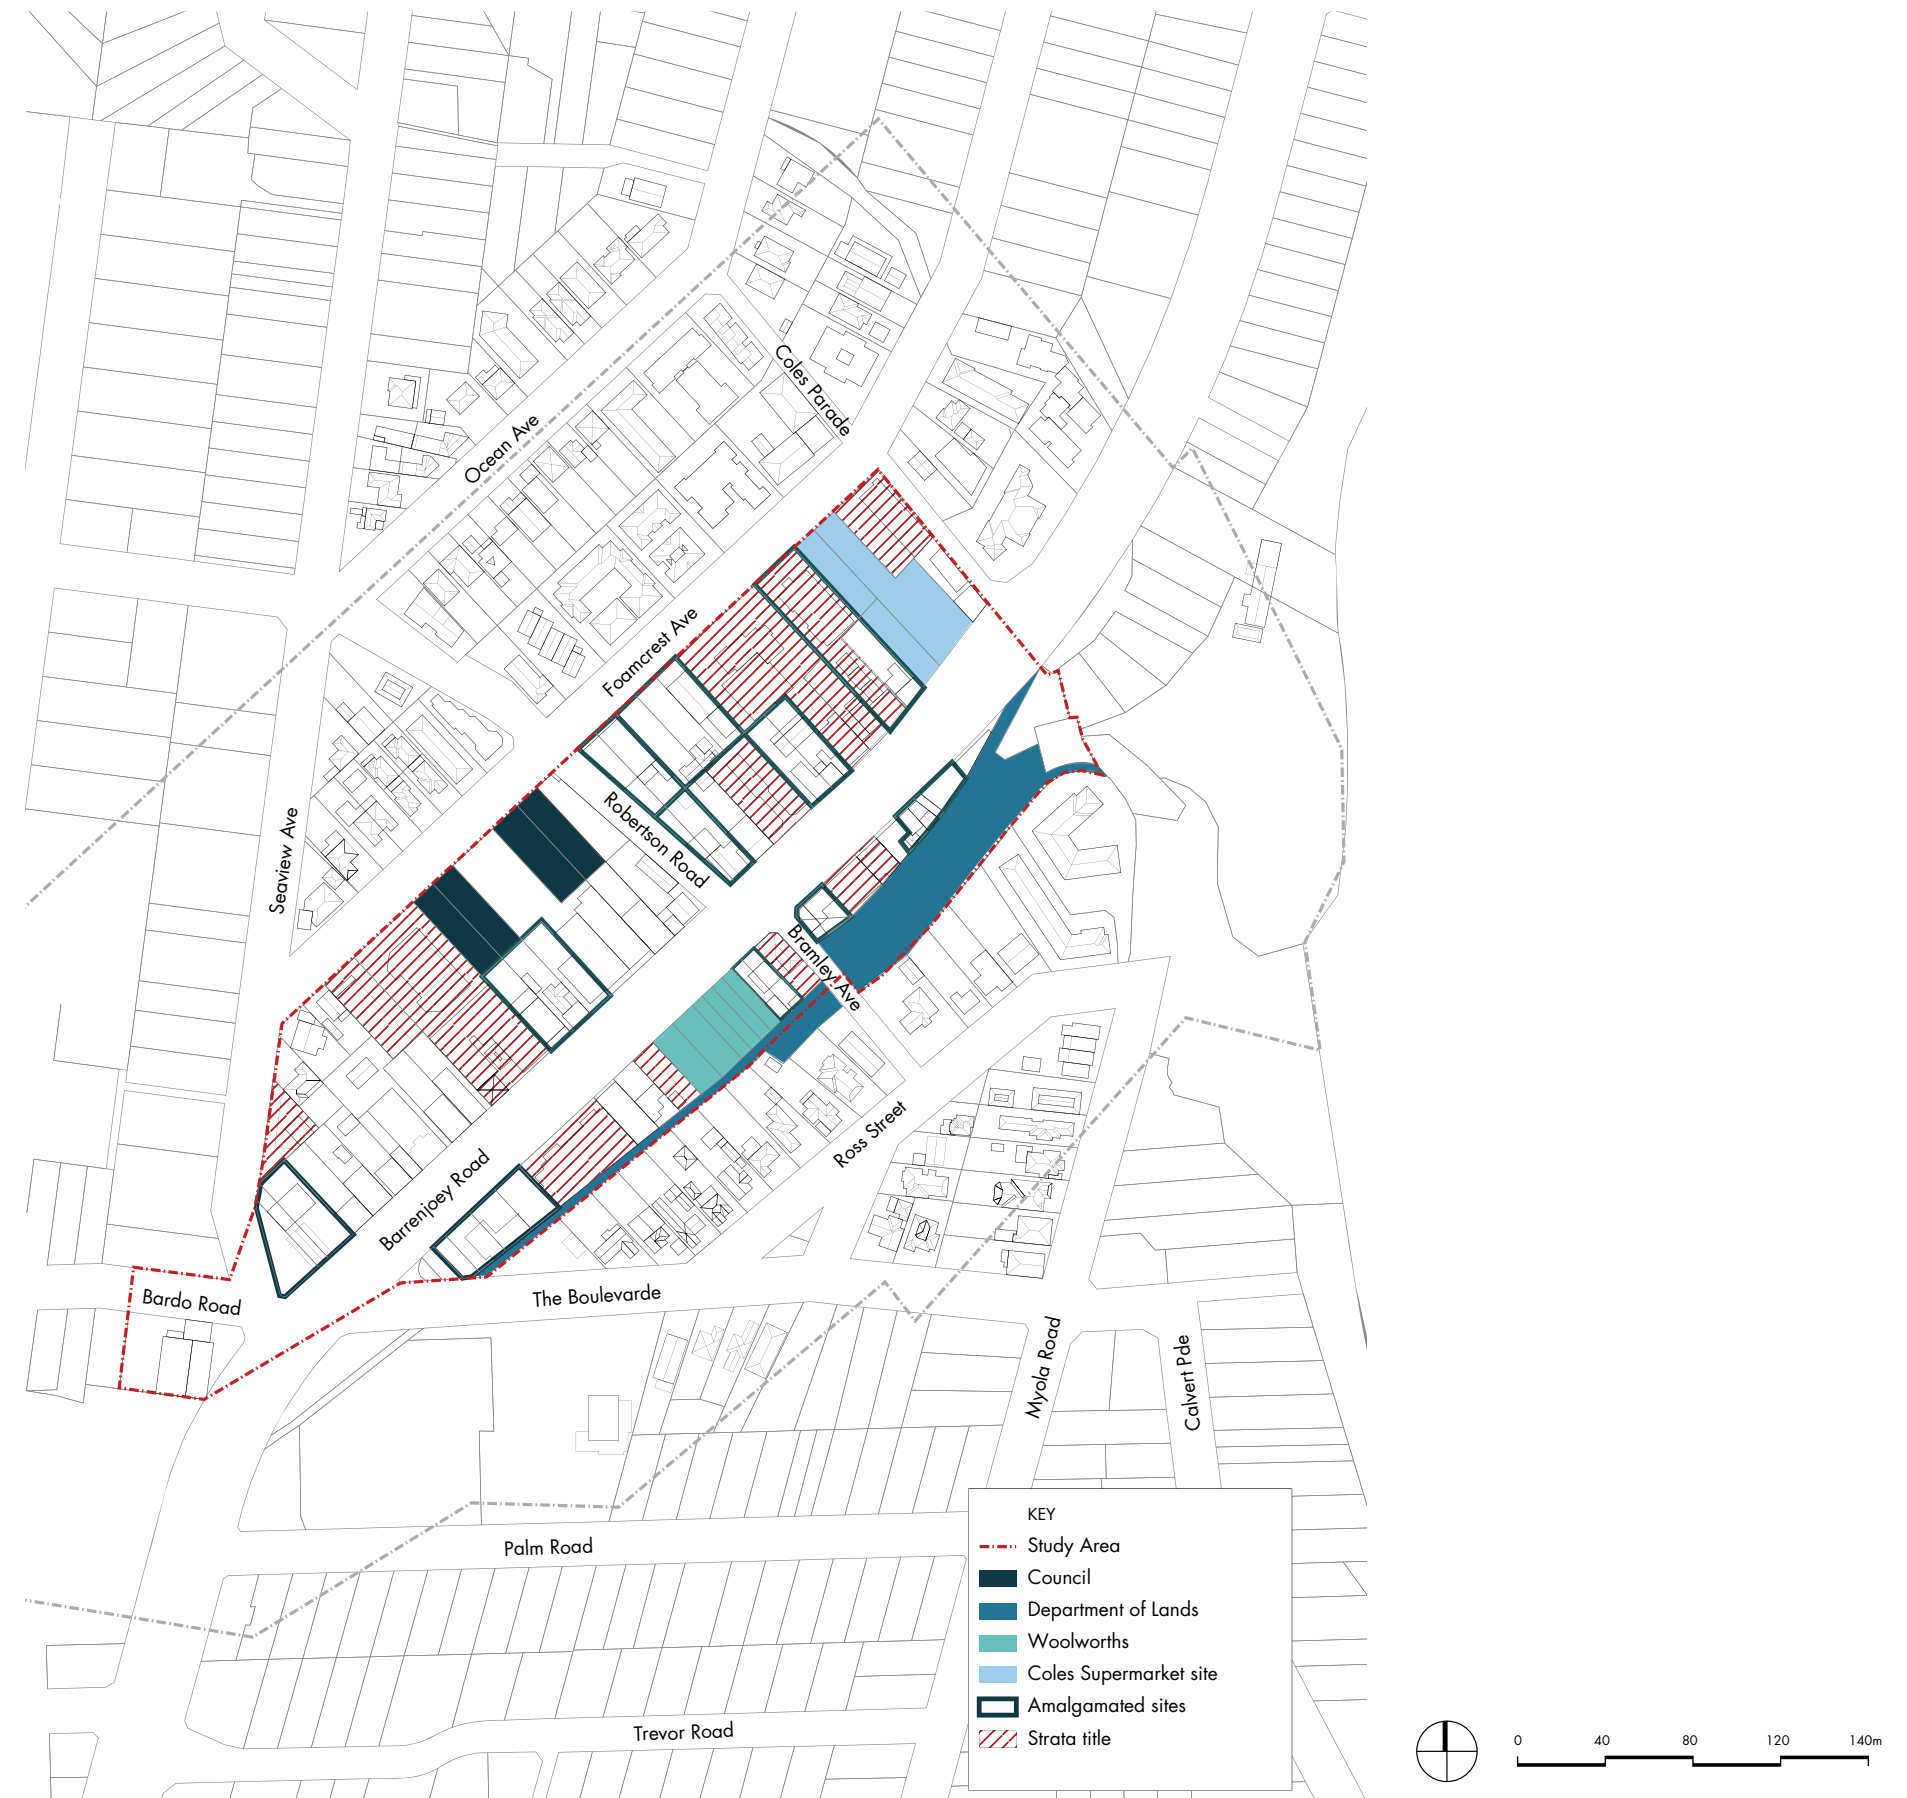 Coles Parade
Ocean Ave
Foamcrest Ave
Robertson Road
Seaview Ave
Bramley Ave
Ross Street
Barrenjoey Road
Bardo Road
The Boulevarde
Myola Road
Calvert Pde
Palm Road
Trevor Road
KEY
Study Area
Council
Department of Lands
Woolworths
Coles Supermarket site
Amalgamated sites
Strata title
0 40 80 120 140m